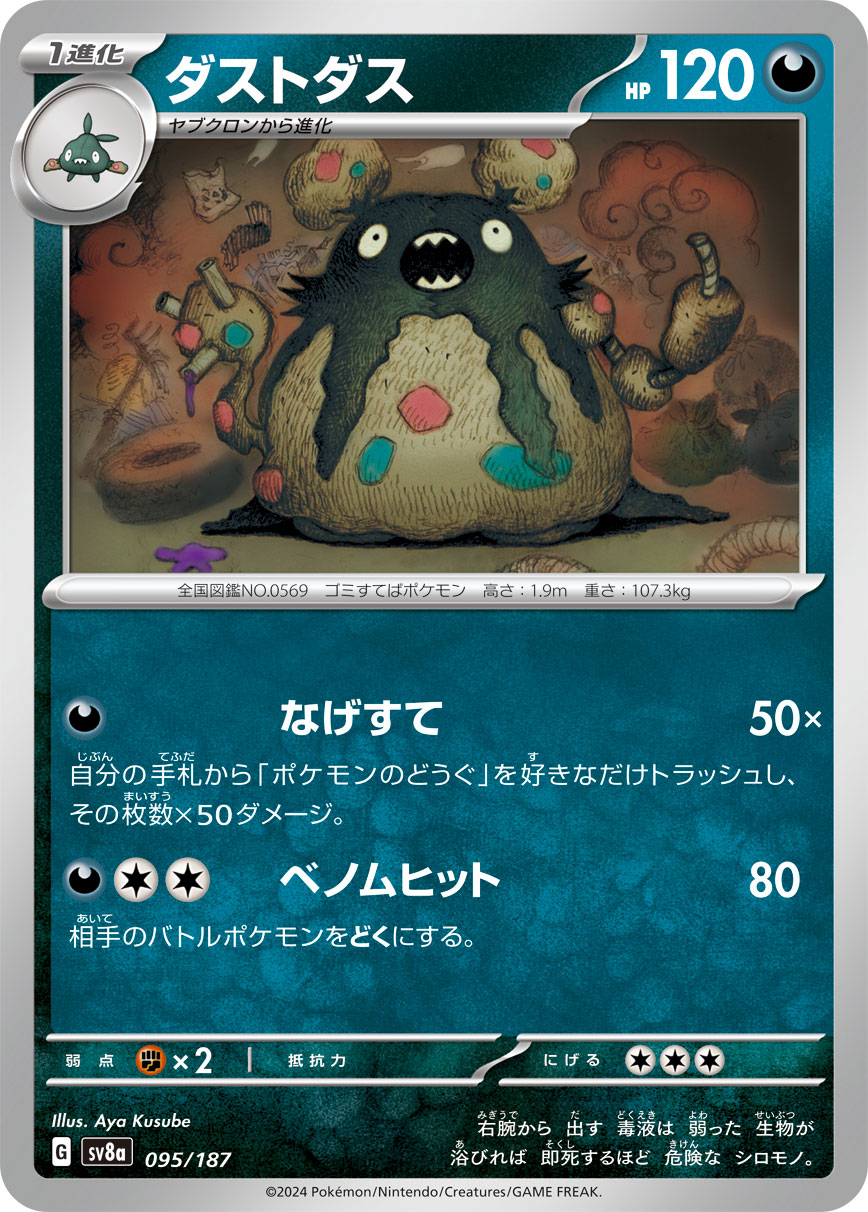 1進化
ダストダス
HP 120
ヤブクロンから進化
全国図鑑NO.0569 ゴミすてばポケモン 高さ:1.9m 重さ:107.3kg
なげすて 50×
自分の手札から「ポケモンのどうぐ」を好きなだけトラッシュし、
その枚数×50ダメージ。
ベノムヒット 80
相手のバトルポケモンをどくにする。
弱点 ×2 抵抗力 にげる
Illus. Aya Kusube
右腕から 出す 毒液は 弱った 生物が
浴びれば 即死するほど 危険な シロモノ。
G sv8a 095/187
©2024 Pokémon/Nintendo/Creatures/GAME FREAK.